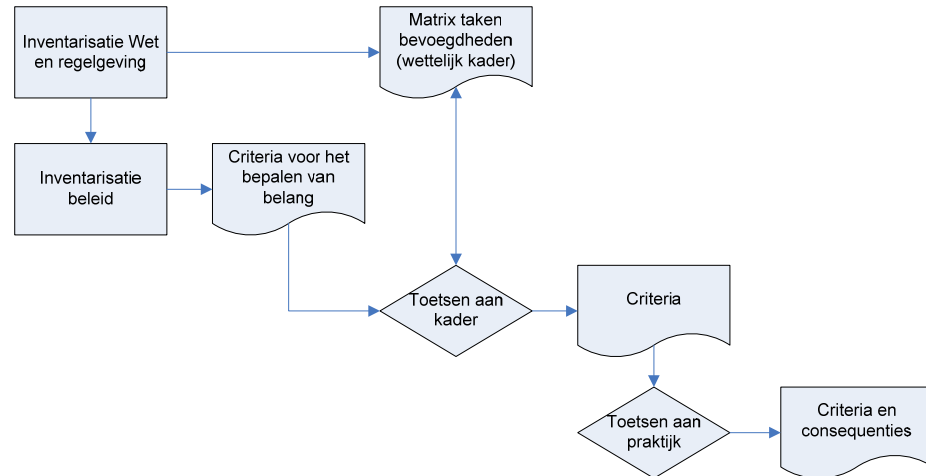 Inventarisatie Wet
en regelgeving
Matrix taken
bevoegdheden
(wettelijk kader)
Inventarisatie
beleid
Criteria voor het
bepalen van
belang
Toetsen aan
kader
Criteria
Toetsen aan
praktijk
Criteria en
consequenties